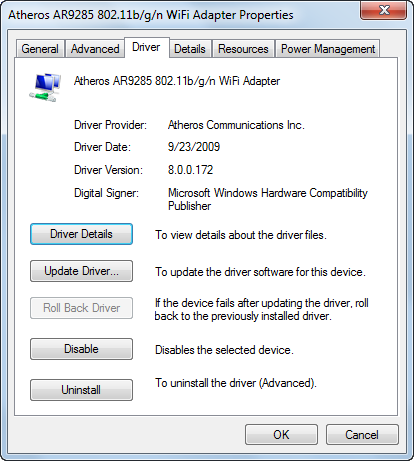 Atheros AR9285 802.11b/g/n WiFi Adapter Properties
General Advanced Driver Details Resources Power Management
Atheros AR9285 802.11b/g/n WiFi Adapter
Driver Provider: Atheros Communications Inc.
Driver Date: 9/23/2009
Driver Version: 8.0.0.172
Digital Signer: Microsoft Windows Hardware Compatibility
Publisher
Driver Details To view details about the driver files.
Update Driver... To update the driver software for this device.
Roll Back Driver If the device fails after updating the driver, roll
back to the previously installed driver.
Disable Disables the selected device.
Uninstall To uninstall the driver (Advanced).
OK Cancel